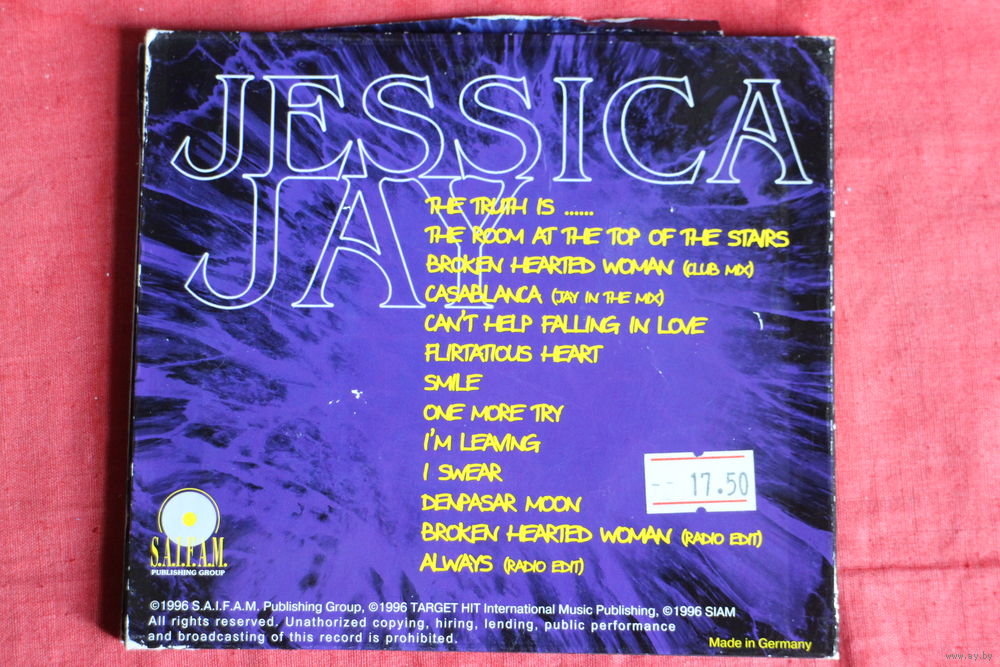 JESSICA
JAY
THE TRUTH IS ......
THE ROOM AT THE TOP OF THE STAIRS
BROKEN HEARTED WOMAN (CLUB MIX)
CASABLANCA (JAY IN THE MIX)
CAN'T HELP FALLING IN LOVE
FLIRTATIOUS HEART
SMILE
ONE MORE TRY
I'M LEAVING
I SWEAR
-- 17.50
DENPASAR MOON
BROKEN HEARTED WOMAN (RADIO EDIT)
ALWAYS (RADIO EDIT)
S.A.I.F.A.M.
PUBLISHING GROUP
©1996 S.A.I.F.A.M. Publishing Group, ©1996 TARGET HIT International Music Publishing, ©1996 SIAM
All rights reserved. Unathorized copying, hiring, lending, public performance
and broadcasting of this record is prohibited.
Made in Germany
www.ay.by